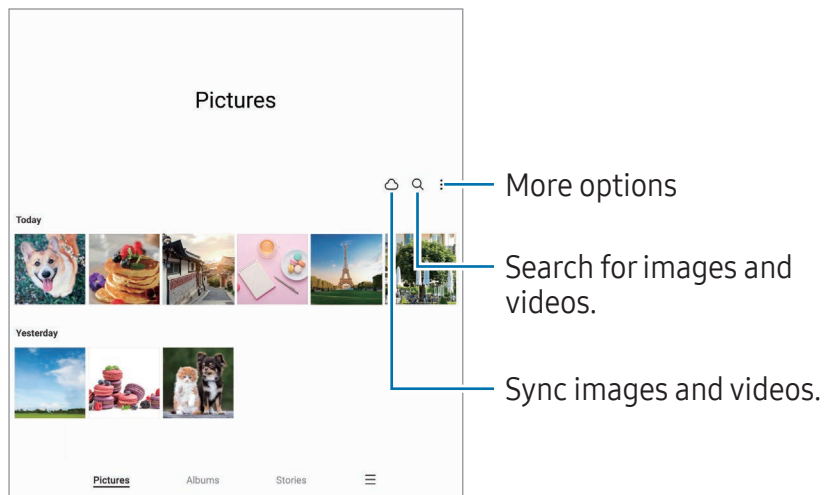 Pictures
More options
Today
Search for images and
videos.
Yesterday
Sync images and videos.
Pictures Albums Stories